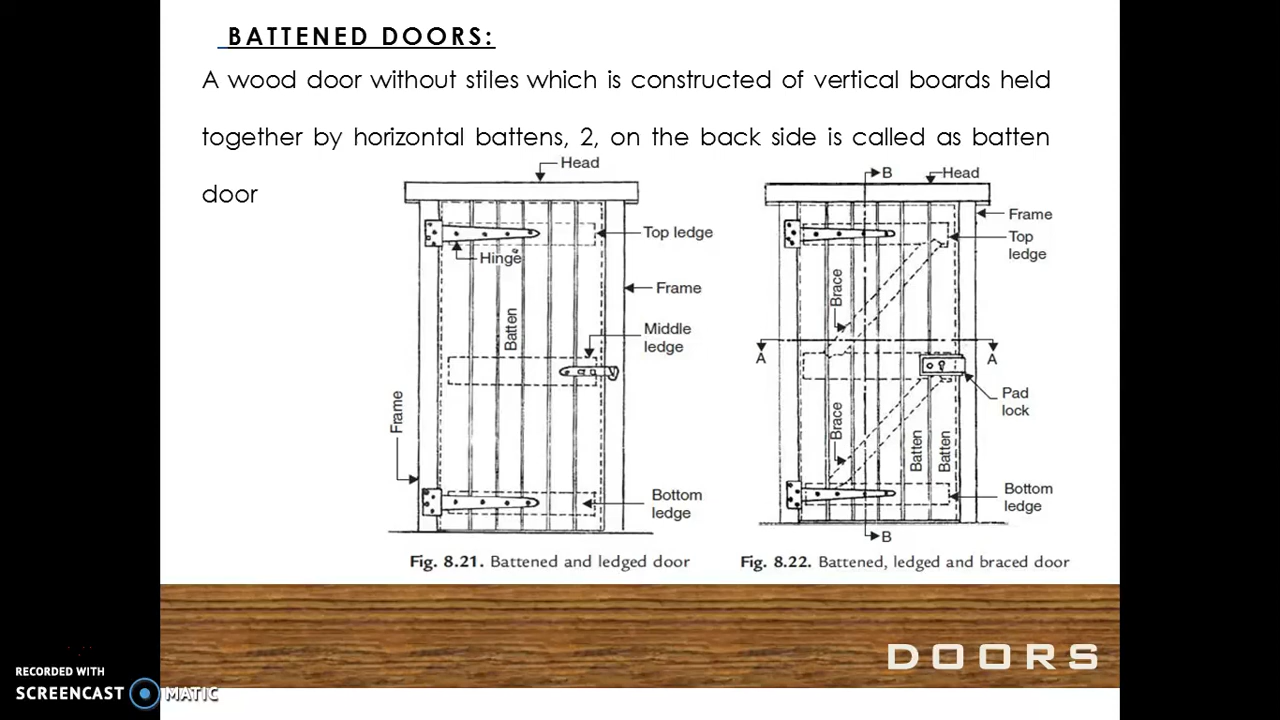 BATTENED DOORS:
A wood door without stiles which is constructed of vertical boards held
together by horizontal battens, 2, on the back side is called as batten
door
Head
Top ledge
Hinge
Frame
Batten
Middle
ledge
Frame
Bottom
ledge
Fig. 8.21. Battened and ledged door
B
Head
Frame
Top
ledge
Brace
A
A
Pad
lock
Brace
Batten
Batten
Bottom
ledge
B
Fig. 8.22. Battened, ledged and braced door
DOORS
RECORDED WITH
SCREENCAST MATIC